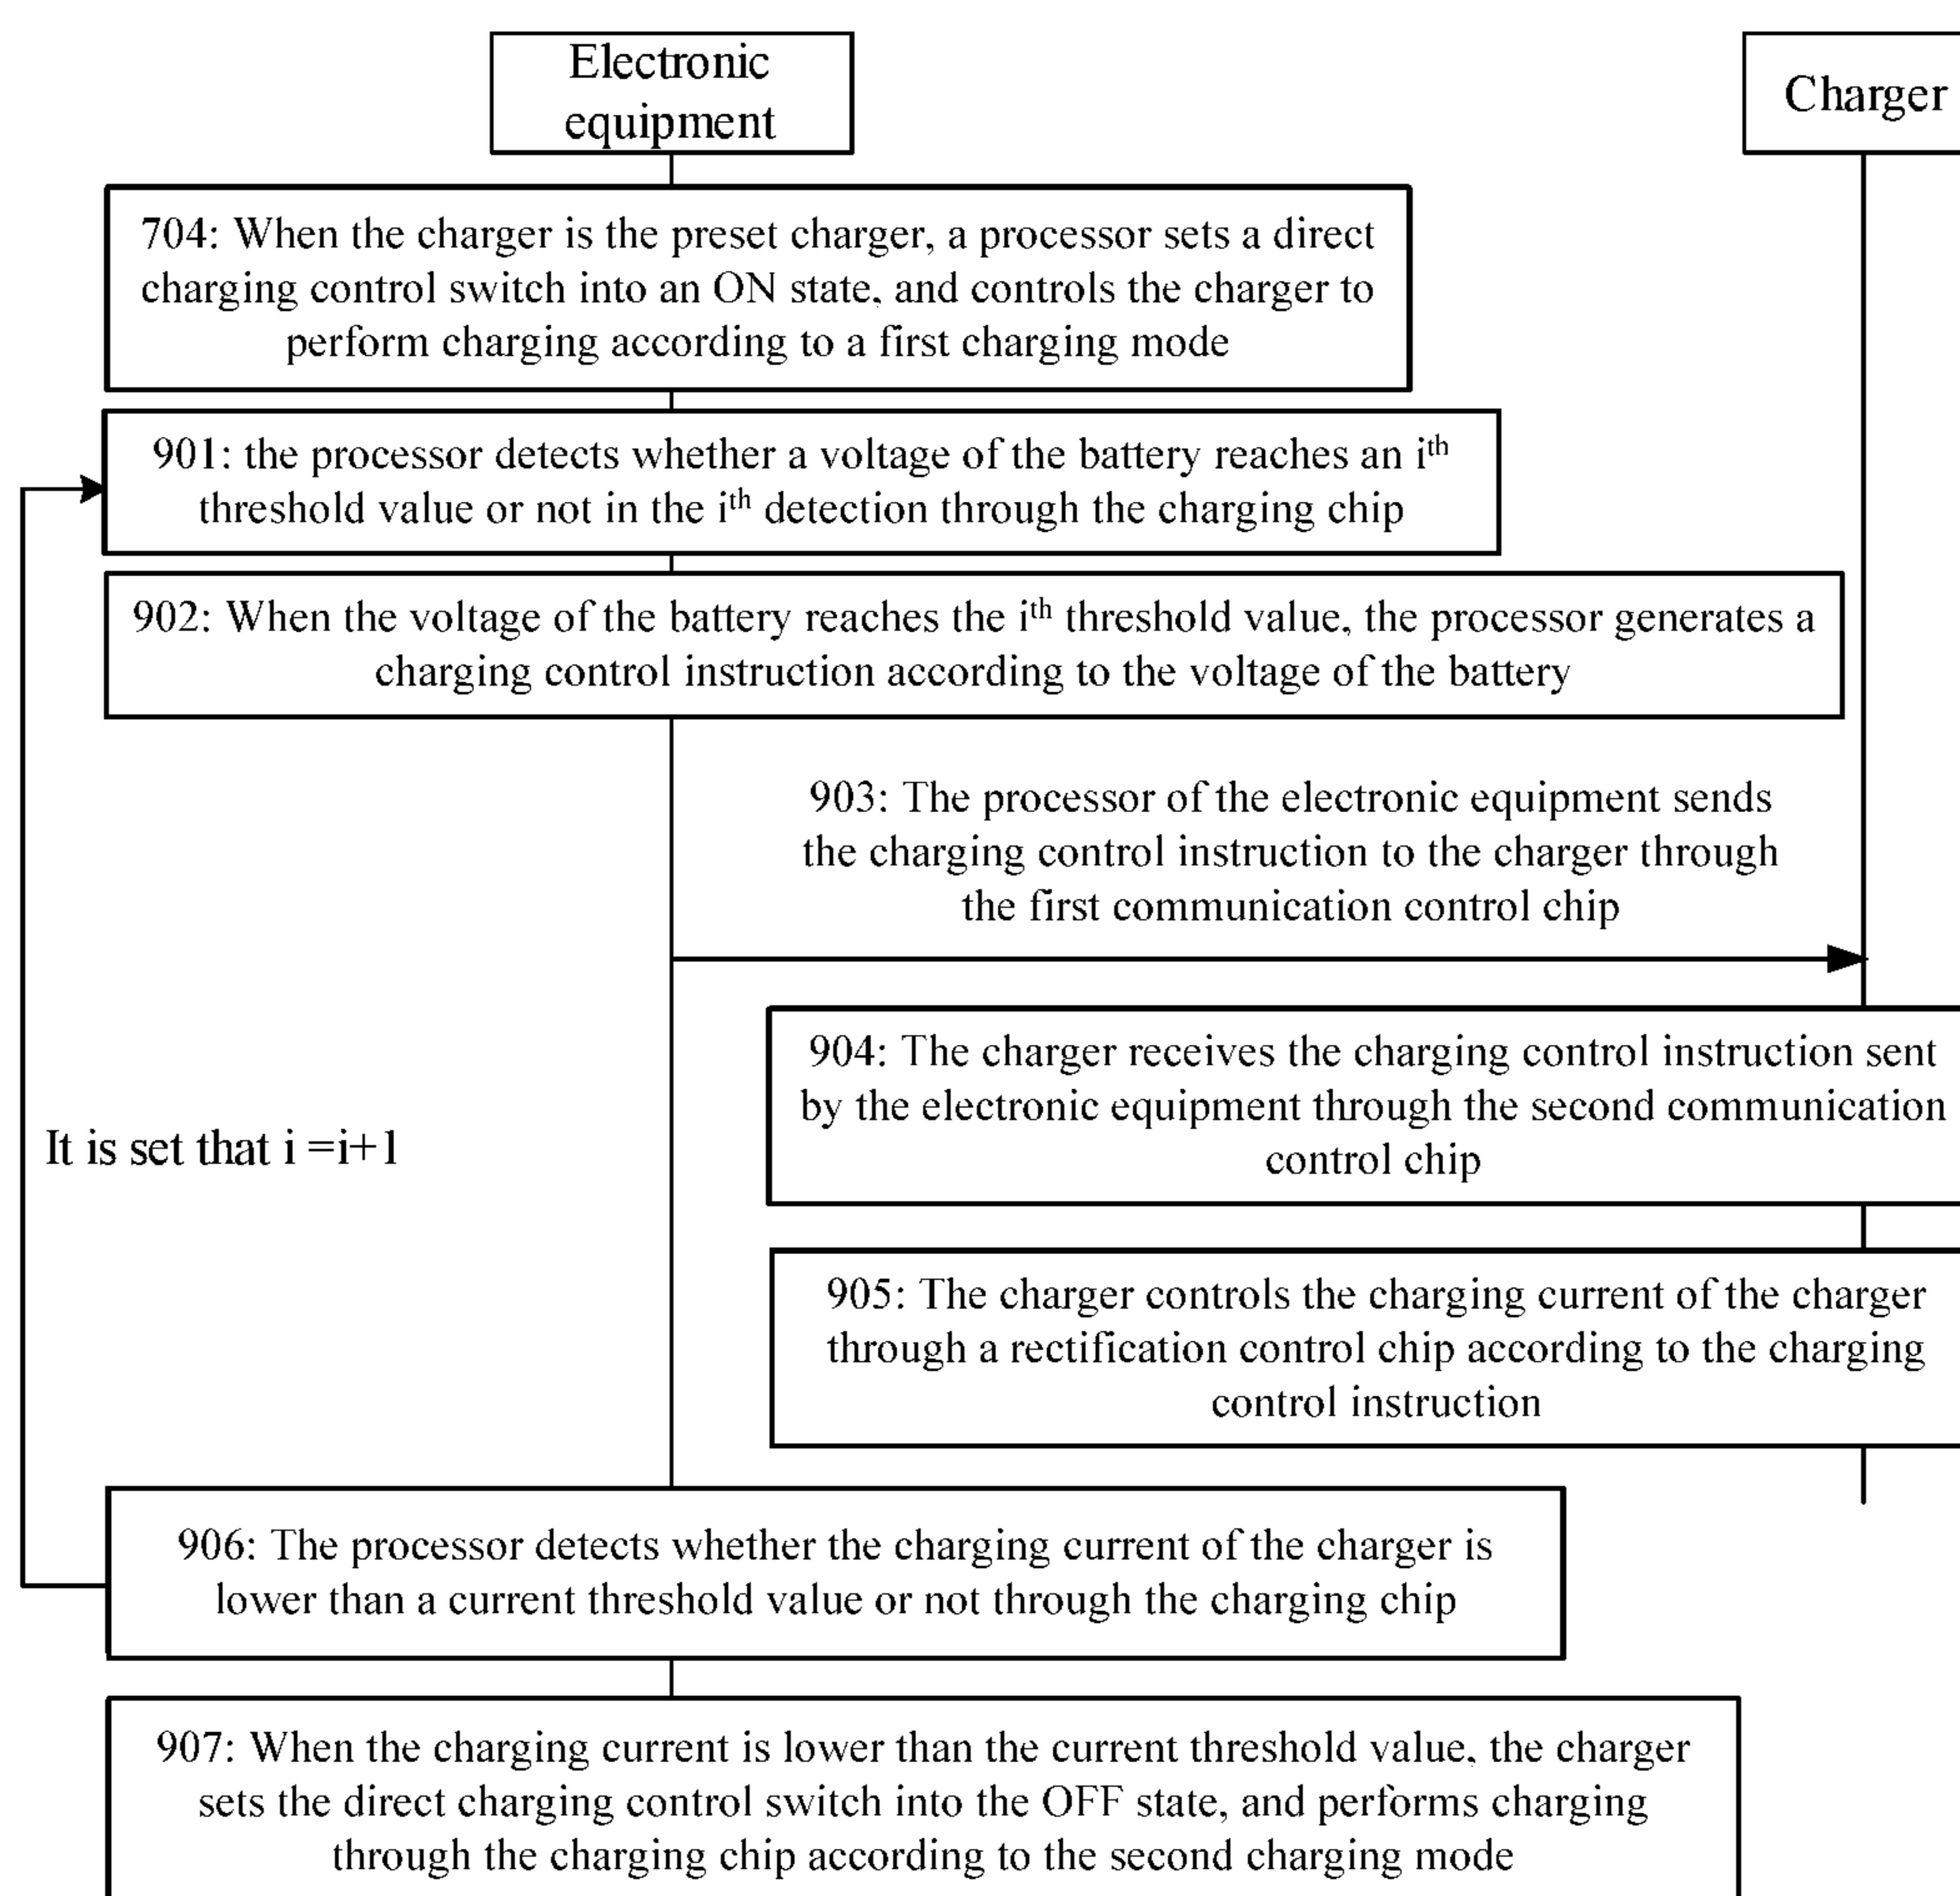 Electronic
equipment
Charger
704: When the charger is the preset charger, a processor sets a direct
charging control switch into an ON state, and controls the charger to
perform charging according to a first charging mode
901: the processor detects whether a voltage of the battery reaches an iᵗʰ
threshold value or not in the iᵗʰ detection through the charging chip
902: When the voltage of the battery reaches the iᵗʰ threshold value, the processor generates a
charging control instruction according to the voltage of the battery
903: The processor of the electronic equipment sends
the charging control instruction to the charger through
the first communication control chip
904: The charger receives the charging control instruction sent
by the electronic equipment through the second communication
control chip
It is set that i =i+1
905: The charger controls the charging current of the charger
through a rectification control chip according to the charging
control instruction
906: The processor detects whether the charging current of the charger is
lower than a current threshold value or not through the charging chip
907: When the charging current is lower than the current threshold value, the charger
sets the direct charging control switch into the OFF state, and performs charging
through the charging chip according to the second charging mode